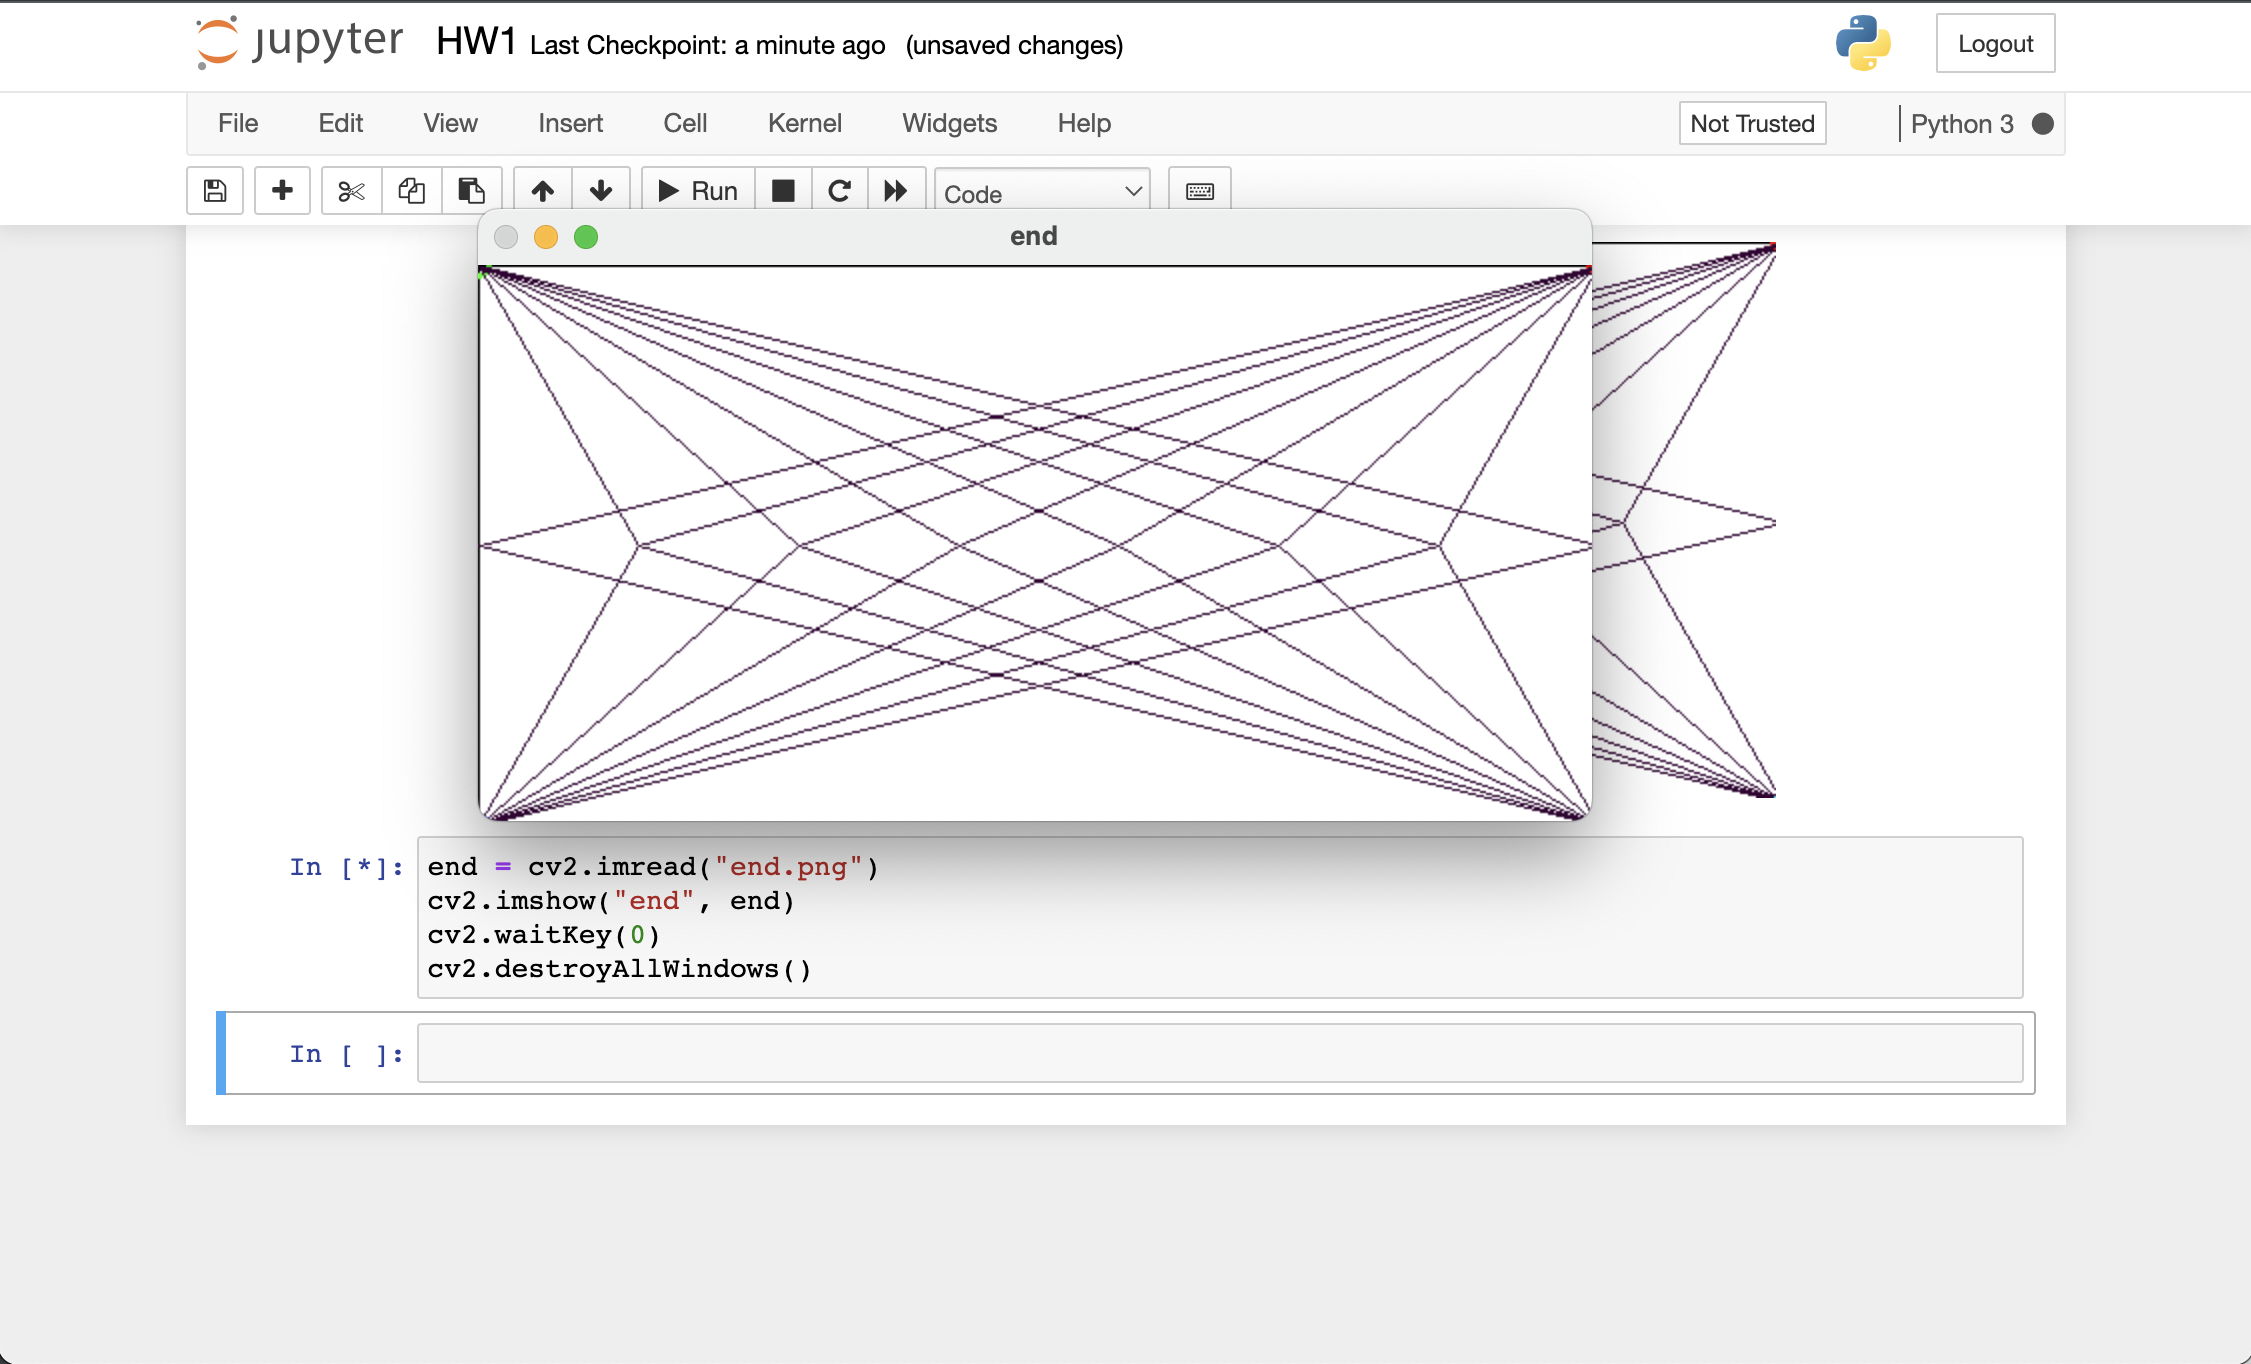 jupyter HW1 Last Checkpoint: a minute ago (unsaved changes) Logout
File Edit View Insert Cell Kernel Widgets Help Not Trusted Python 3
Run Code
end
In [*]: end = cv2.imread("end.png")
cv2.imshow("end", end)
cv2.waitKey(0)
cv2.destroyAllWindows()
In [ ]: